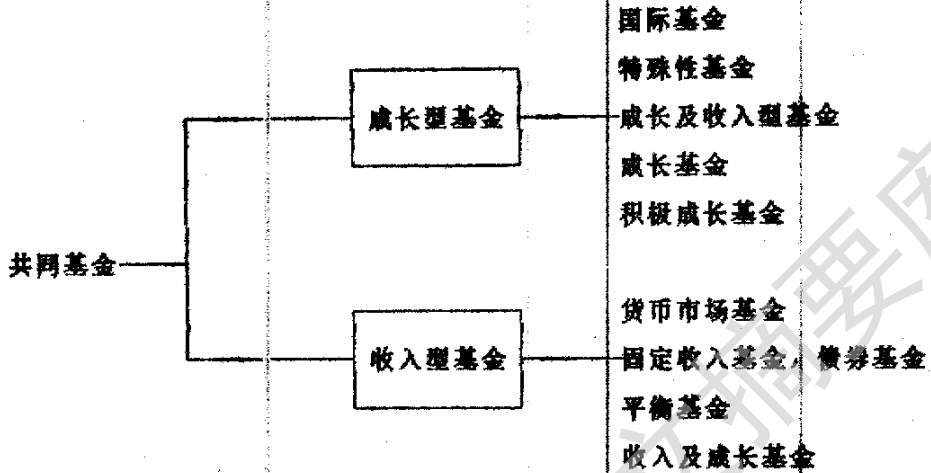 国际基金
特殊性基金
成长型基金
成长及收入型基金
成长基金
积极成长基金
共同基金
货币市场基金
收入型基金
固定收入基金/债券基金
平衡基金
收入及成长基金
摘要库